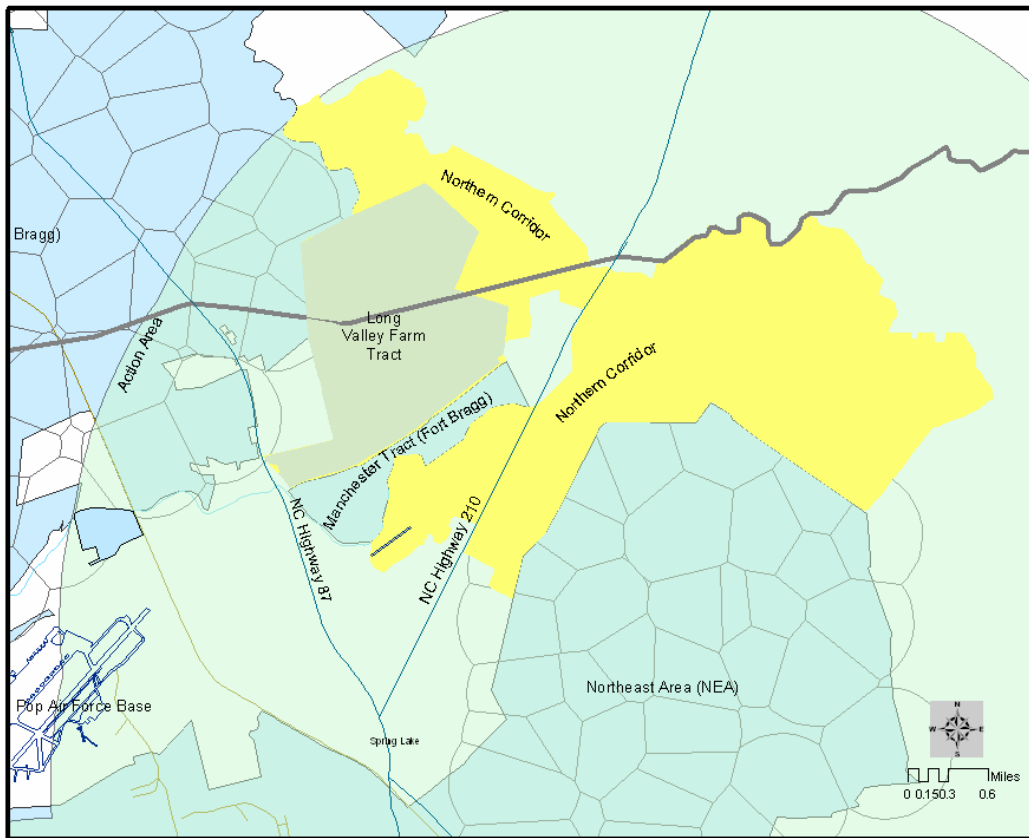 Northern Corridor
Bragg)
Action Area
Long
Valley Farm
Tract
Northern Corridor
Manchester Tract (Fort Bragg)
NC Highway 87
NC Highway 210
Northeast Area (NEA)
Pop Air Force Base
Spring Lake
N
W E
S
Miles
0 0.15 0.3 0.6